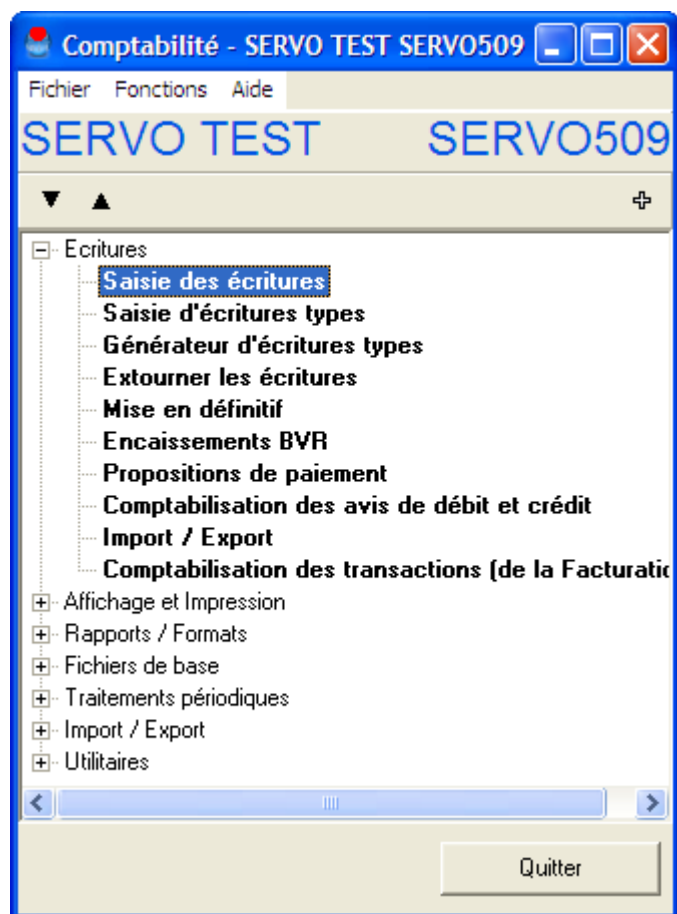 Comptabilité - SERVO TEST SERVO509
Fichier Fonctions Aide
SERVO TEST SERVO509
Ecritures
Saisie des écritures
Saisie d'écritures types
Générateur d'écritures types
Extourner les écritures
Mise en définitif
Encaissements BVR
Propositions de paiement
Comptabilisation des avis de débit et crédit
Import / Export
Comptabilisation des transactions (de la Facturatic
Affichage et Impression
Rapports / Formats
Fichiers de base
Traitements périodiques
Import / Export
Utilitaires
Quitter